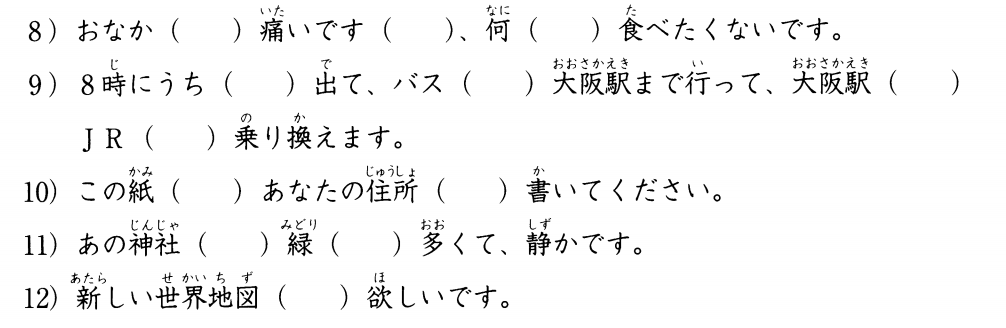 8）おなか（　　）痛いです（　　）、何（　　）食べたくないです。
9）８時にうち（　　）出て、バス（　　）大阪駅まで行って、大阪駅（　　）
ＪＲ（　　）乗り換えます。
10）この紙（　　）あなたの住所（　　）書いてください。
11）あの神社（　　）緑（　　）多くて、静かです。
12）新しい世界地図（　　）欲しいです。